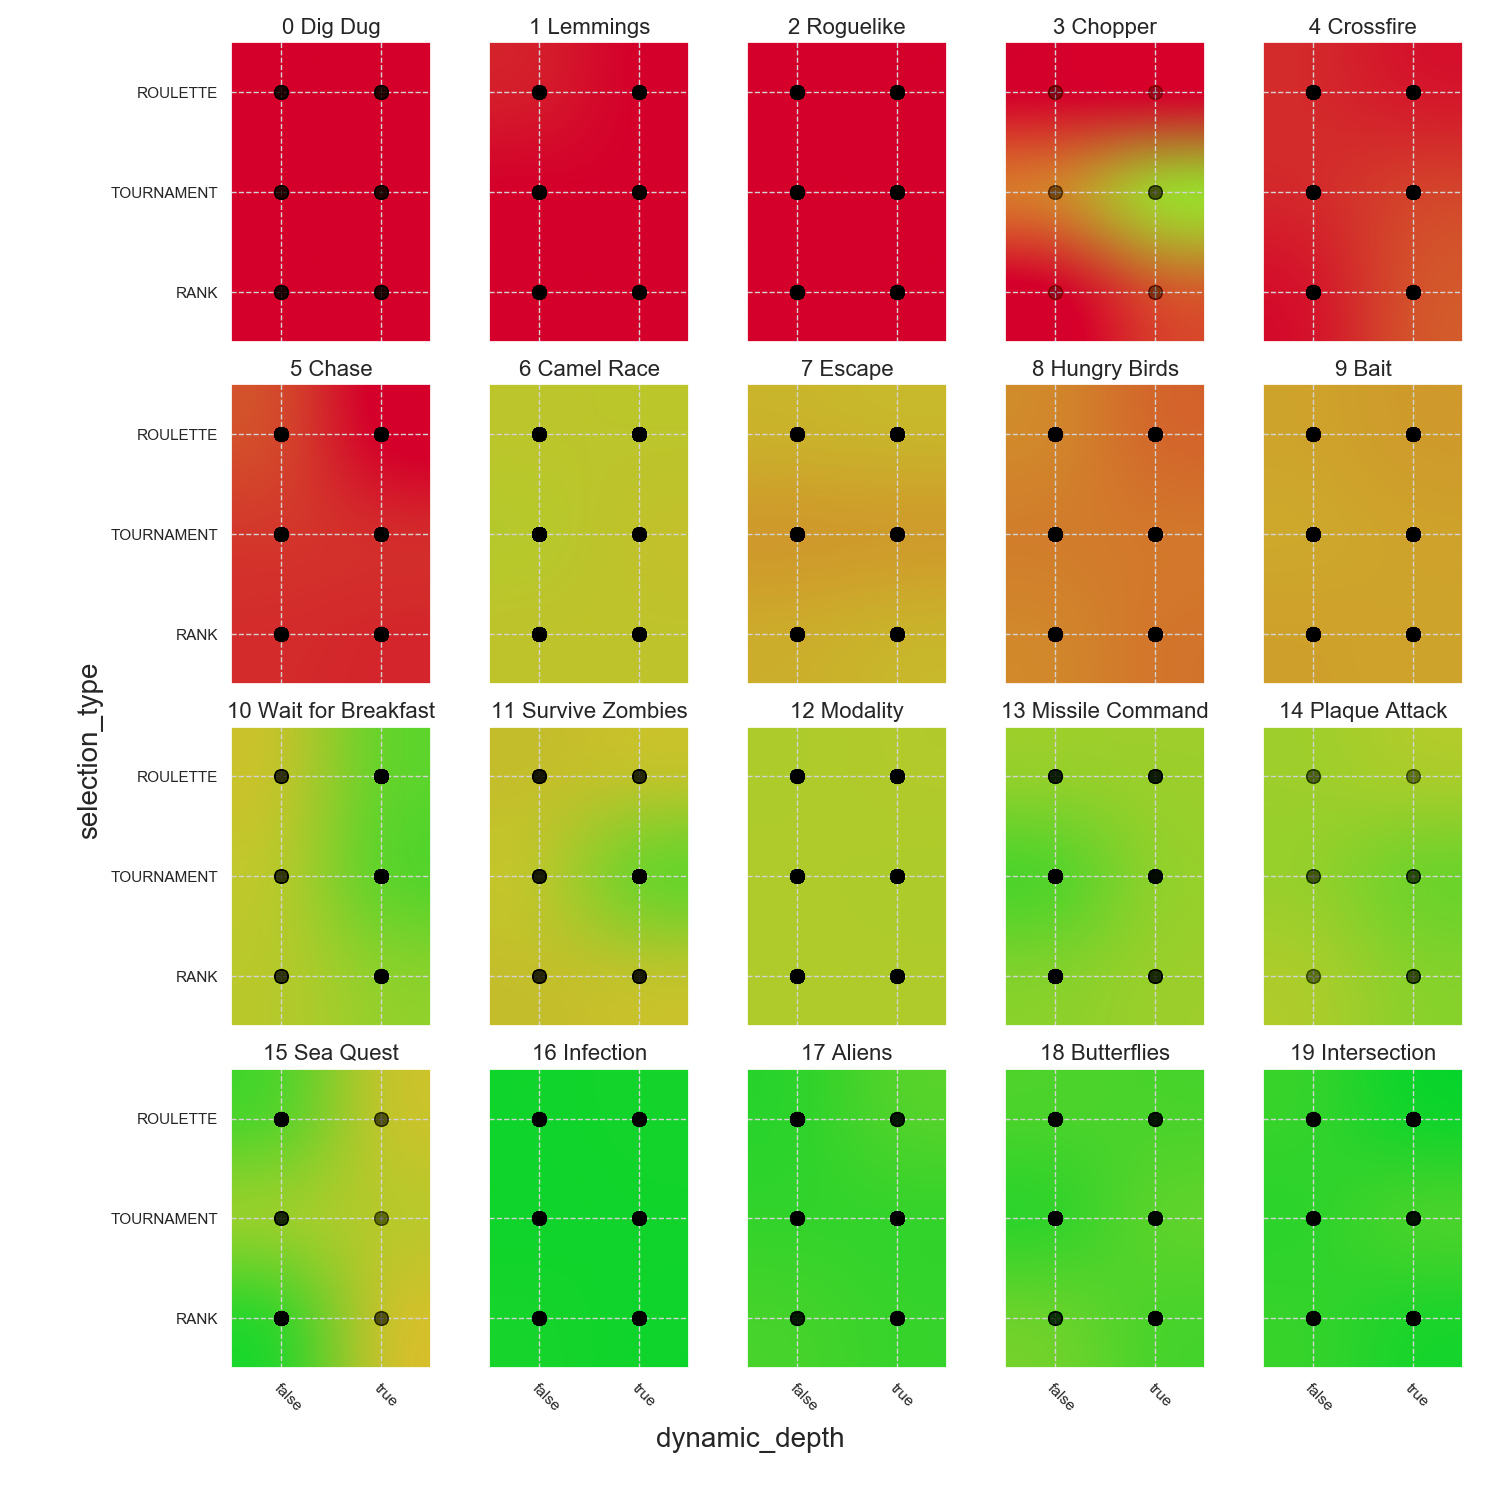 0 Dig Dug
1 Lemmings
2 Roguelike
3 Chopper
4 Crossfire
ROULETTE
TOURNAMENT
RANK
5 Chase
6 Camel Race
7 Escape
8 Hungry Birds
9 Bait
ROULETTE
TOURNAMENT
RANK
selection_type
10 Wait for Breakfast
11 Survive Zombies
12 Modality
13 Missile Command
14 Plaque Attack
ROULETTE
TOURNAMENT
RANK
15 Sea Quest
16 Infection
17 Aliens
18 Butterflies
19 Intersection
ROULETTE
TOURNAMENT
RANK
false
true
false
true
false
true
false
true
false
true
dynamic_depth